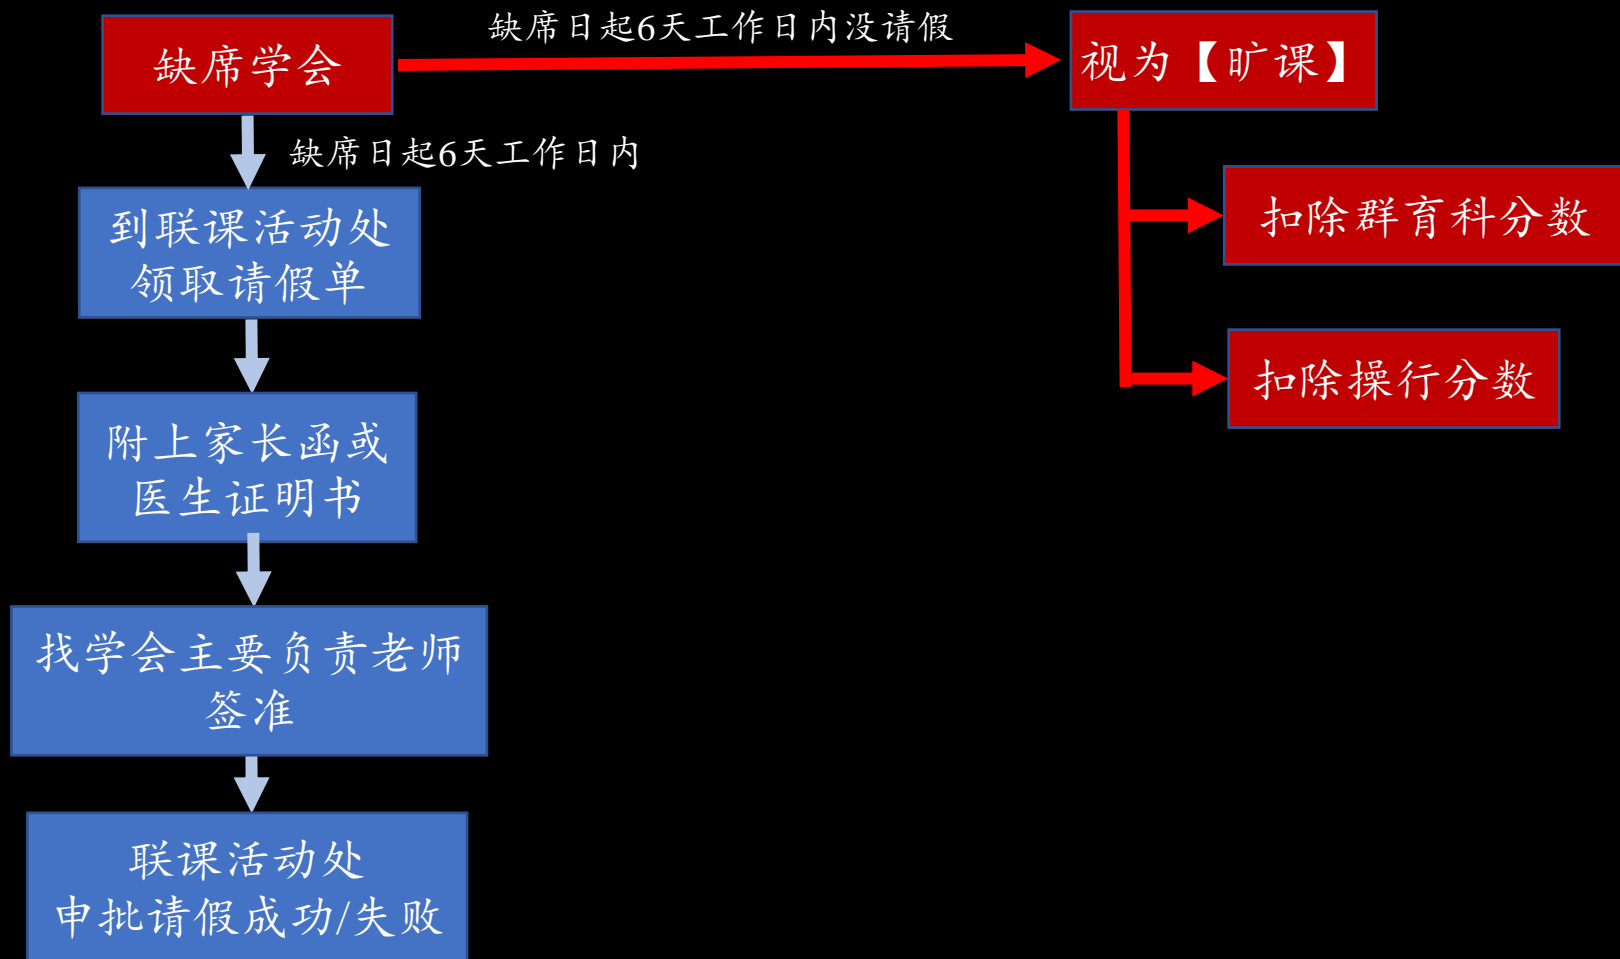 缺席学会
缺席日起6天工作日内没请假
视为【旷课】
缺席日起6天工作日内
到联课活动处
领取请假单
扣除群育科分数
扣除操行分数
附上家长函或
医生证明书
找学会主要负责老师
签准
联课活动处
申批请假成功/失败